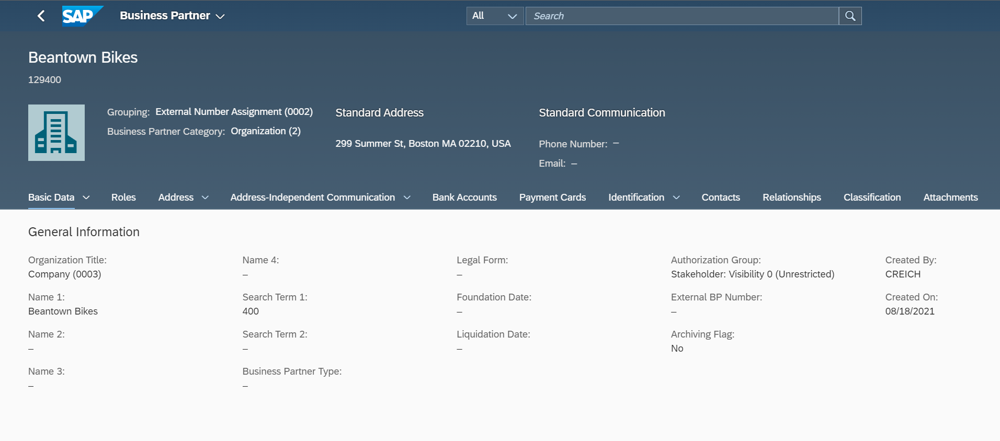 SAP Business Partner All Search
Beantown Bikes
129400
Grouping: External Number Assignment (0002)
Business Partner Category: Organization (2)
Standard Address
299 Summer St, Boston MA 02210, USA
Standard Communication
Phone Number: –
Email: –
Basic Data Roles Address Address-Independent Communication Bank Accounts Payment Cards Identification Contacts Relationships Classification Attachments
General Information
Organization Title:
Company (0003)
Name 1:
Beantown Bikes
Name 2:
–
Name 3:
–
Name 4:
–
Search Term 1:
400
Search Term 2:
–
Business Partner Type:
–
Legal Form:
–
Foundation Date:
–
Liquidation Date:
–
Authorization Group:
Stakeholder: Visibility 0 (Unrestricted)
External BP Number:
–
Archiving Flag:
No
Created By:
CREICH
Created On:
08/18/2021